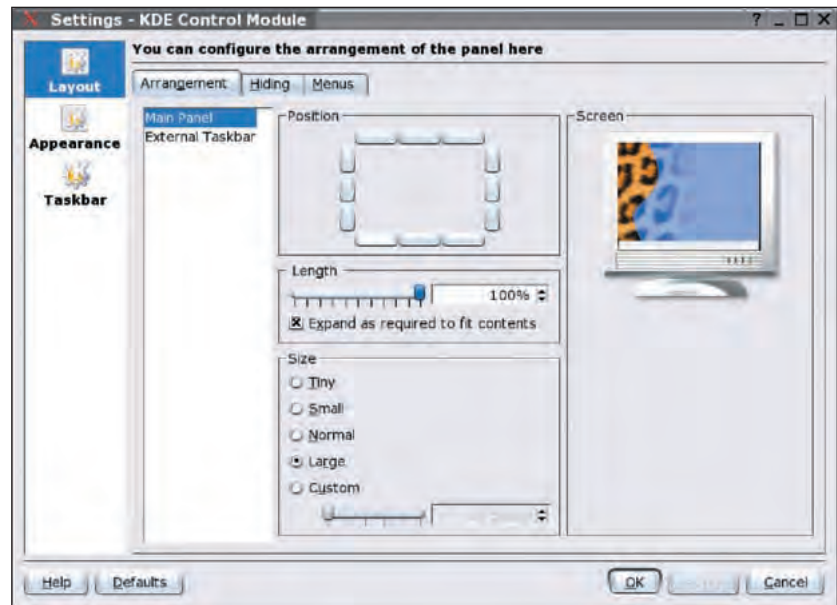 Settings - KDE Control Module
You can configure the arrangement of the panel here
Layout
Appearance
Taskbar
Arrangement
Hiding
Menus
Main Panel
External Taskbar
Position
Screen
Length
100%
Expand as required to fit contents
Size
Tiny
Small
Normal
Large
Custom
Help
Defaults
OK
Cancel